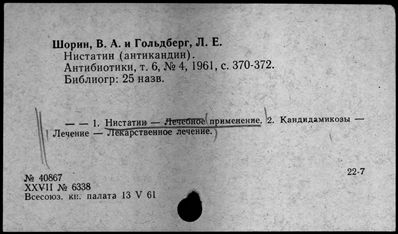 Шорин, В. А. и Гольдберг, Л. Е.
Нистатин (антикандин).
Антибиотики, т. 6, № 4, 1961, с. 370-372.
Библиогр: 25 назв.
— — 1. Нистатин — Лечебное применение. 2. Кандидамикозы —
Лечение — Лекарственное лечение.
22-7
№ 40867
XXVII № 6338
Всесоюз. кн. палата 13 V 61